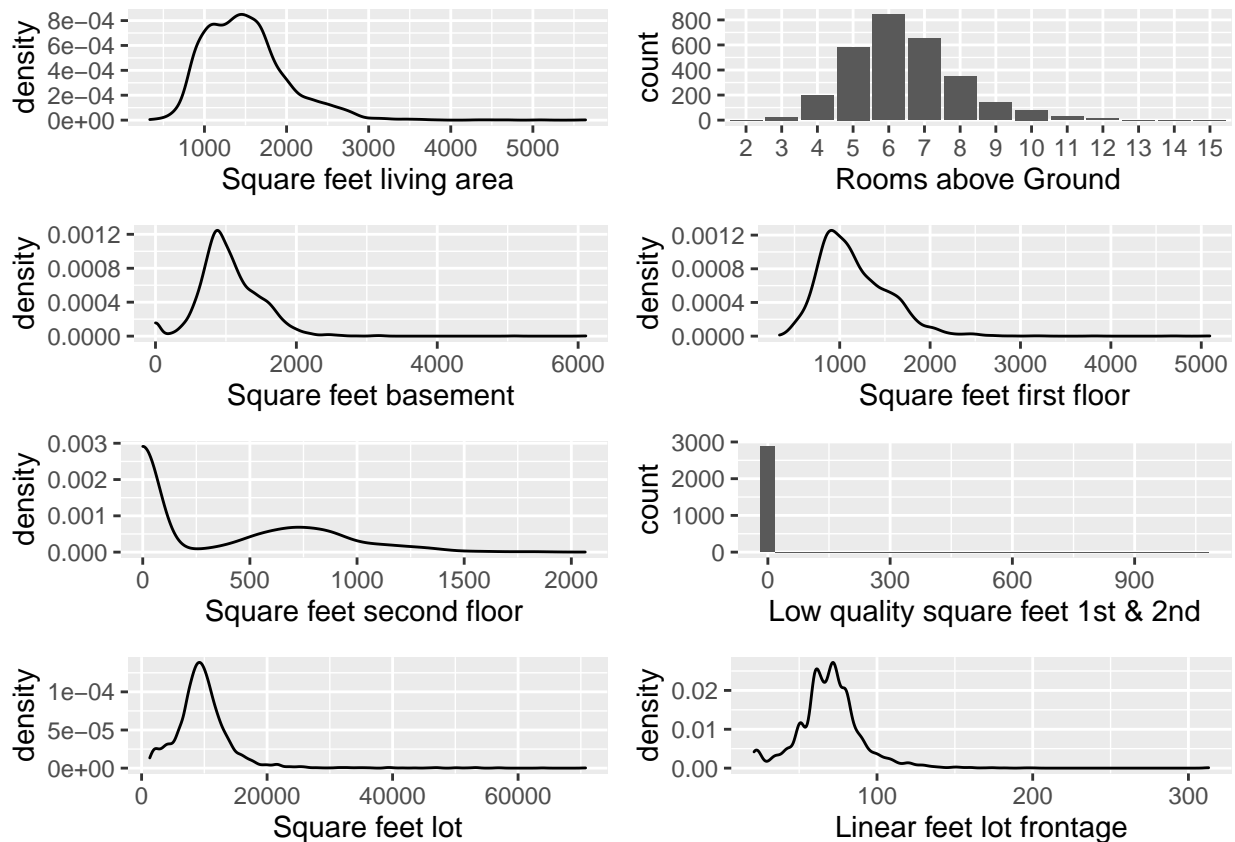 density
8e-04
6e-04
4e-04
2e-04
0e+00
1000 2000 3000 4000 5000
Square feet living area
count
800
600
400
200
0
2 3 4 5 6 7 8 9 10 11 12 13 14 15
Rooms above Ground
density
0.0012
0.0008
0.0004
0.0000
0 2000 4000 6000
Square feet basement
density
0.0012
0.0008
0.0004
0.0000
1000 2000 3000 4000 5000
Square feet first floor
density
0.003
0.002
0.001
0.000
0 500 1000 1500 2000
Square feet second floor
count
3000
2000
1000
0
0 300 600 900
Low quality square feet 1st & 2nd
density
1e-04
5e-05
0e+00
0 20000 40000 60000
Square feet lot
density
0.02
0.01
0.00
100 200 300
Linear feet lot frontage